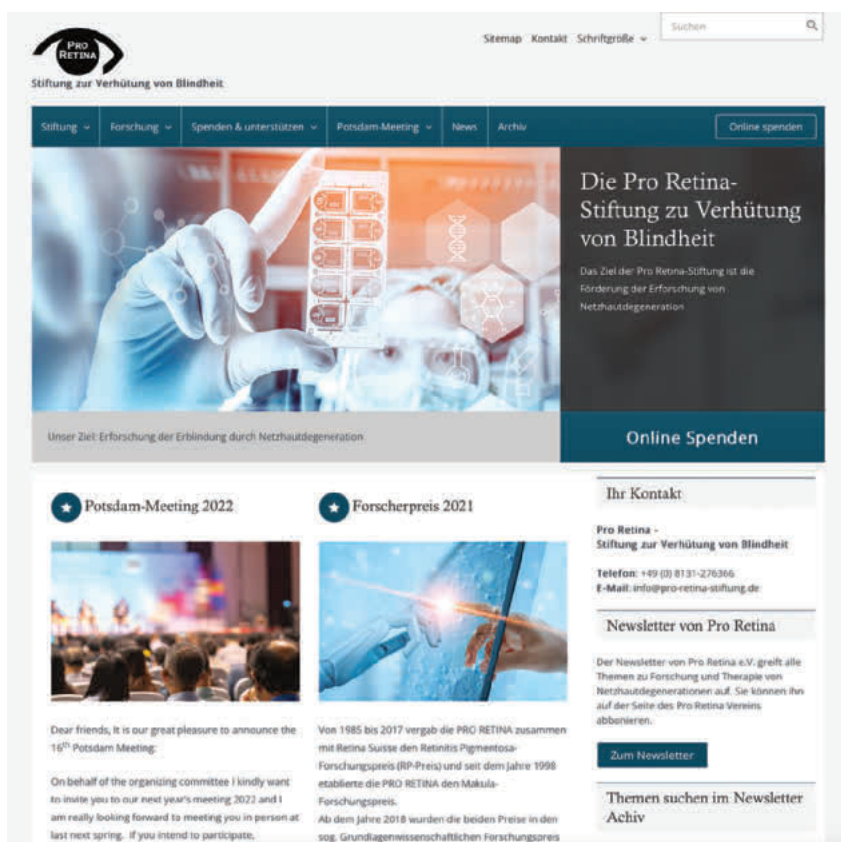 PRO
RETINA
Stiftung zur Verhütung von Blindheit
Sitemap Kontakt Schriftgröße
Suchen
Stiftung Forschung Spenden & unterstützen Potsdam-Meeting News Archiv Online spenden
Die Pro Retina-
Stiftung zu Verhütung
von Blindheit
Das Ziel der Pro Retina-Stiftung ist die
Förderung der Erforschung von
Netzhautdegeneration
Unser Ziel: Erforschung der Erblindung durch Netzhautdegeneration
Online Spenden
Potsdam-Meeting 2022
Dear friends, It is our great pleasure to announce the
16th Potsdam Meeting:
On behalf of the organizing committee I kindly want
to invite you to our next year's meeting 2022 and I
am really looking forward to meeting you in person at
last next spring. If you intend to participate,
Forscherpreis 2021
Von 1985 bis 2017 vergab die PRO RETINA zusammen
mit Retina Suisse den Retinitis Pigmentosa-
Forschungspreis (RP-Preis) und seit dem Jahre 1998
etablierte die PRO RETINA den Makula-
Forschungspreis.
Ab dem Jahre 2018 wurden die beiden Preise in den
sog. Grundlagenwissenschaftlichen Forschungspreis
Ihr Kontakt
Pro Retina -
Stiftung zur Verhütung von Blindheit
Telefon: +49 (0) 8131-276366
E-Mail: info@pro-retina-stiftung.de
Newsletter von Pro Retina
Der Newsletter von Pro Retina e.V. greift alle
Themen zu Forschung und Therapie von
Netzhautdegenerationen auf. Sie können ihn
auf der Seite des Pro Retina Vereins
abbonieren.
Zum Newsletter
Themen suchen im Newsletter
Achiv